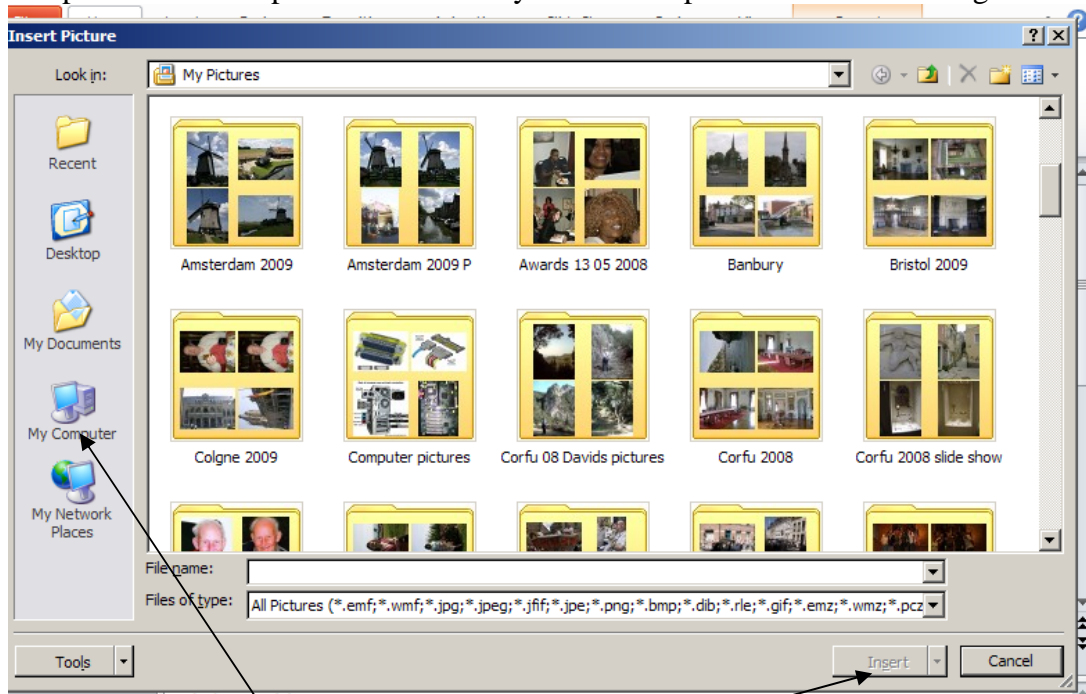 Insert Picture
Look in:
My Pictures
Recent
Desktop
My Documents
My Computer
My Network
Places
Amsterdam 2009
Amsterdam 2009 P
Awards 13 05 2008
Banbury
Bristol 2009
Colgne 2009
Computer pictures
Corfu 08 Davids pictures
Corfu 2008
Corfu 2008 slide show
File name:
Files of type:
All Pictures (*.emf;*.wmf;*.jpg;*.jpeg;*.jfif;*.jpe;*.png;*.bmp;*.dib;*.rle;*.gif;*.emz;*.wmz;*.pcz
Tools
Insert
Cancel